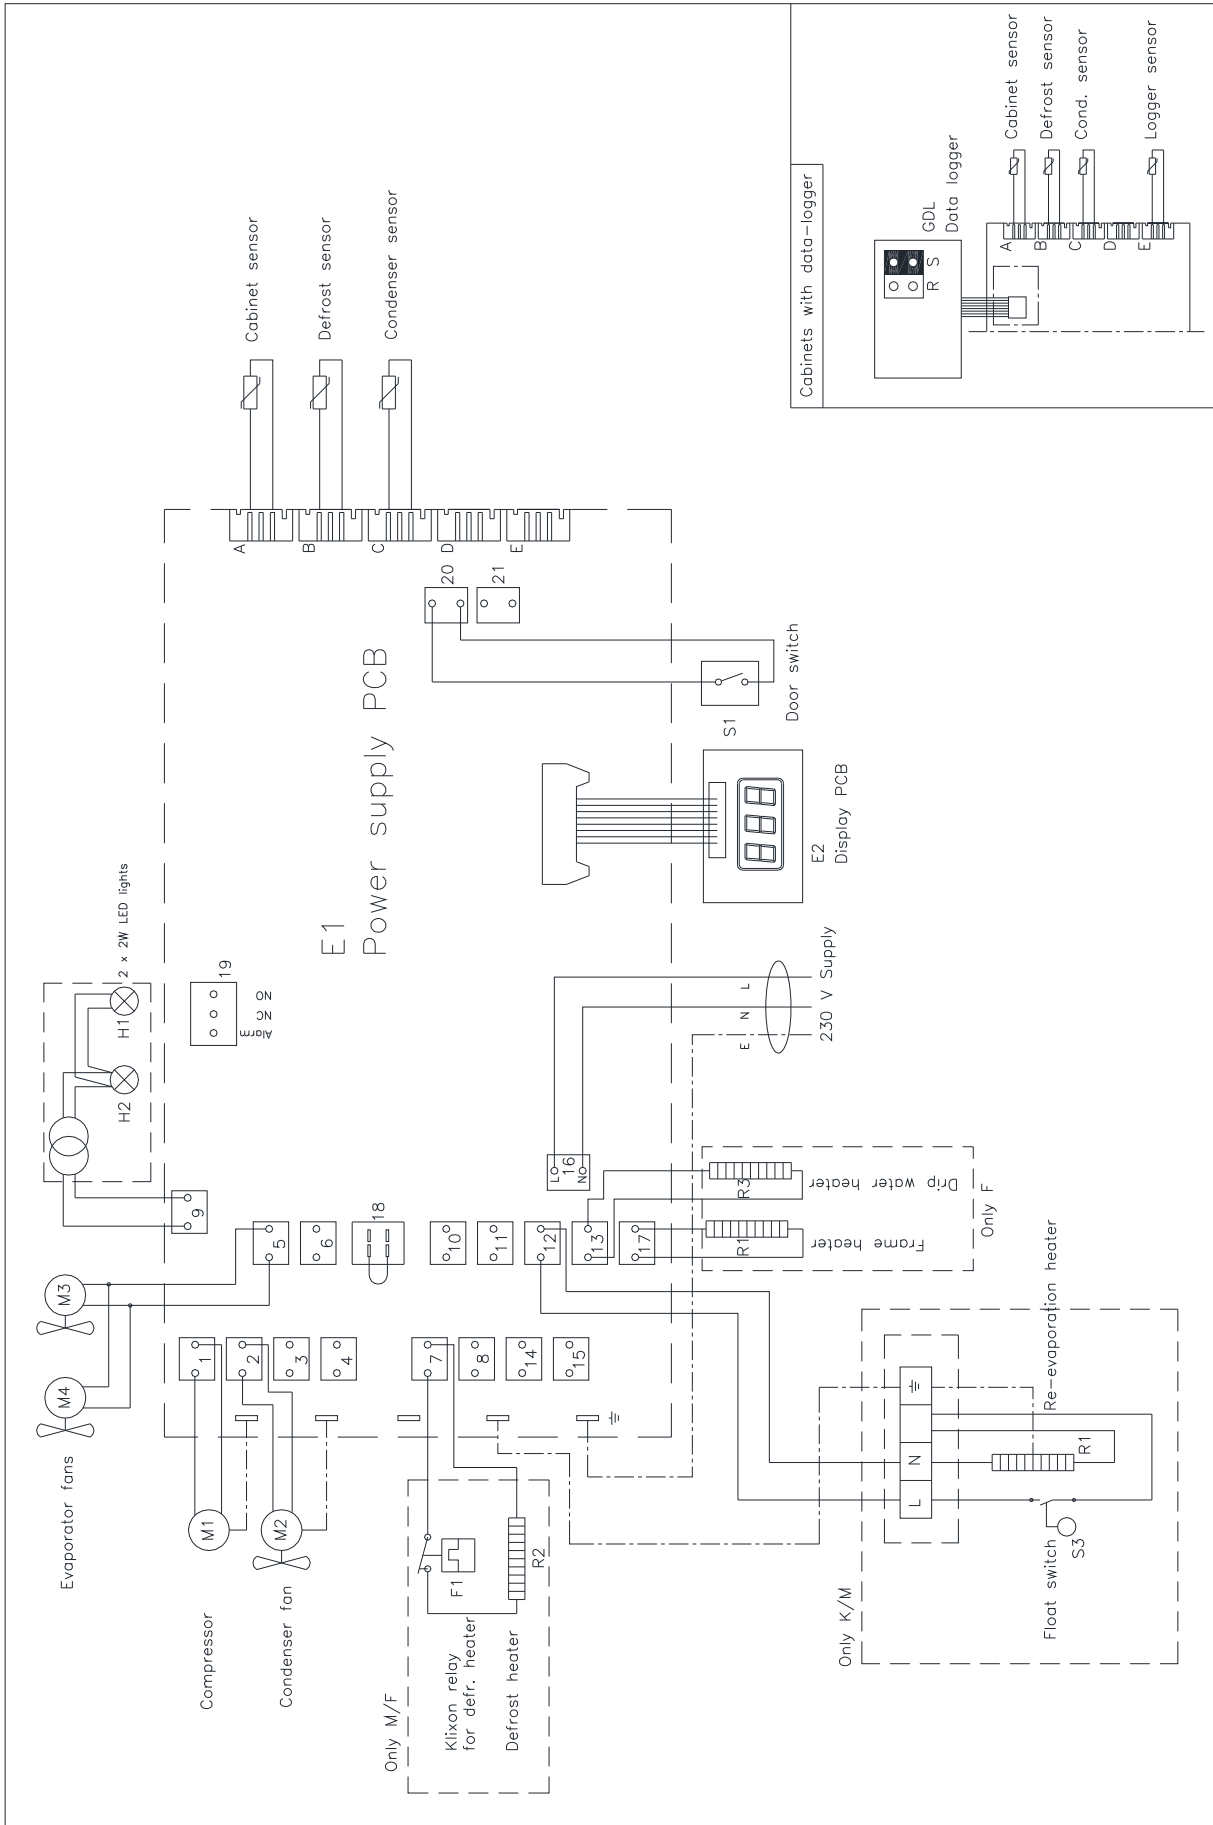 Evaporator fans
M4
M3
H2
H1
2 x 2W LED lights
9
19
Alarm
NC
NO
Compressor
M1
1
Condenser fan
M2
2
3
4
5
6
18
E1
Power supply PCB
A
B
C
D
E
Cabinet sensor
Defrost sensor
Condenser sensor
Only M/F
Klixon relay
for defr. heater
Defrost heater
F1
R2
7
8
14
15
10
11
12
13
17
L
16
N
20
21
S1
Door switch
E2
Display PCB
E
N
L
230 V Supply
R3
Drip water heater
R1
Frame heater
Only F
Only K/M
Float switch
S3
L
N
R1
Re-evaporation heater
Cabinets with data-logger
GDL
Data logger
R
S
A
B
C
D
E
Cabinet sensor
Defrost sensor
Cond. sensor
Logger sensor